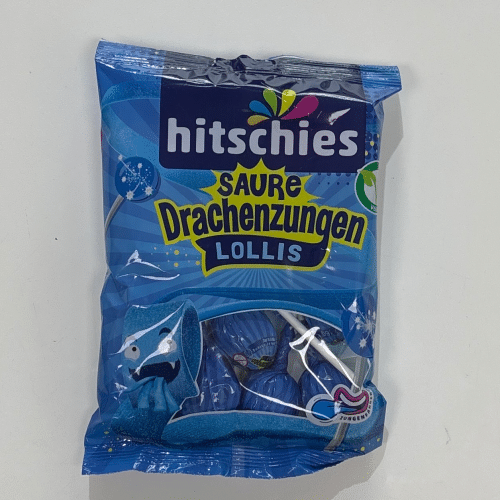 hitschies
SAURE
Drachenzungen
LOLLIS